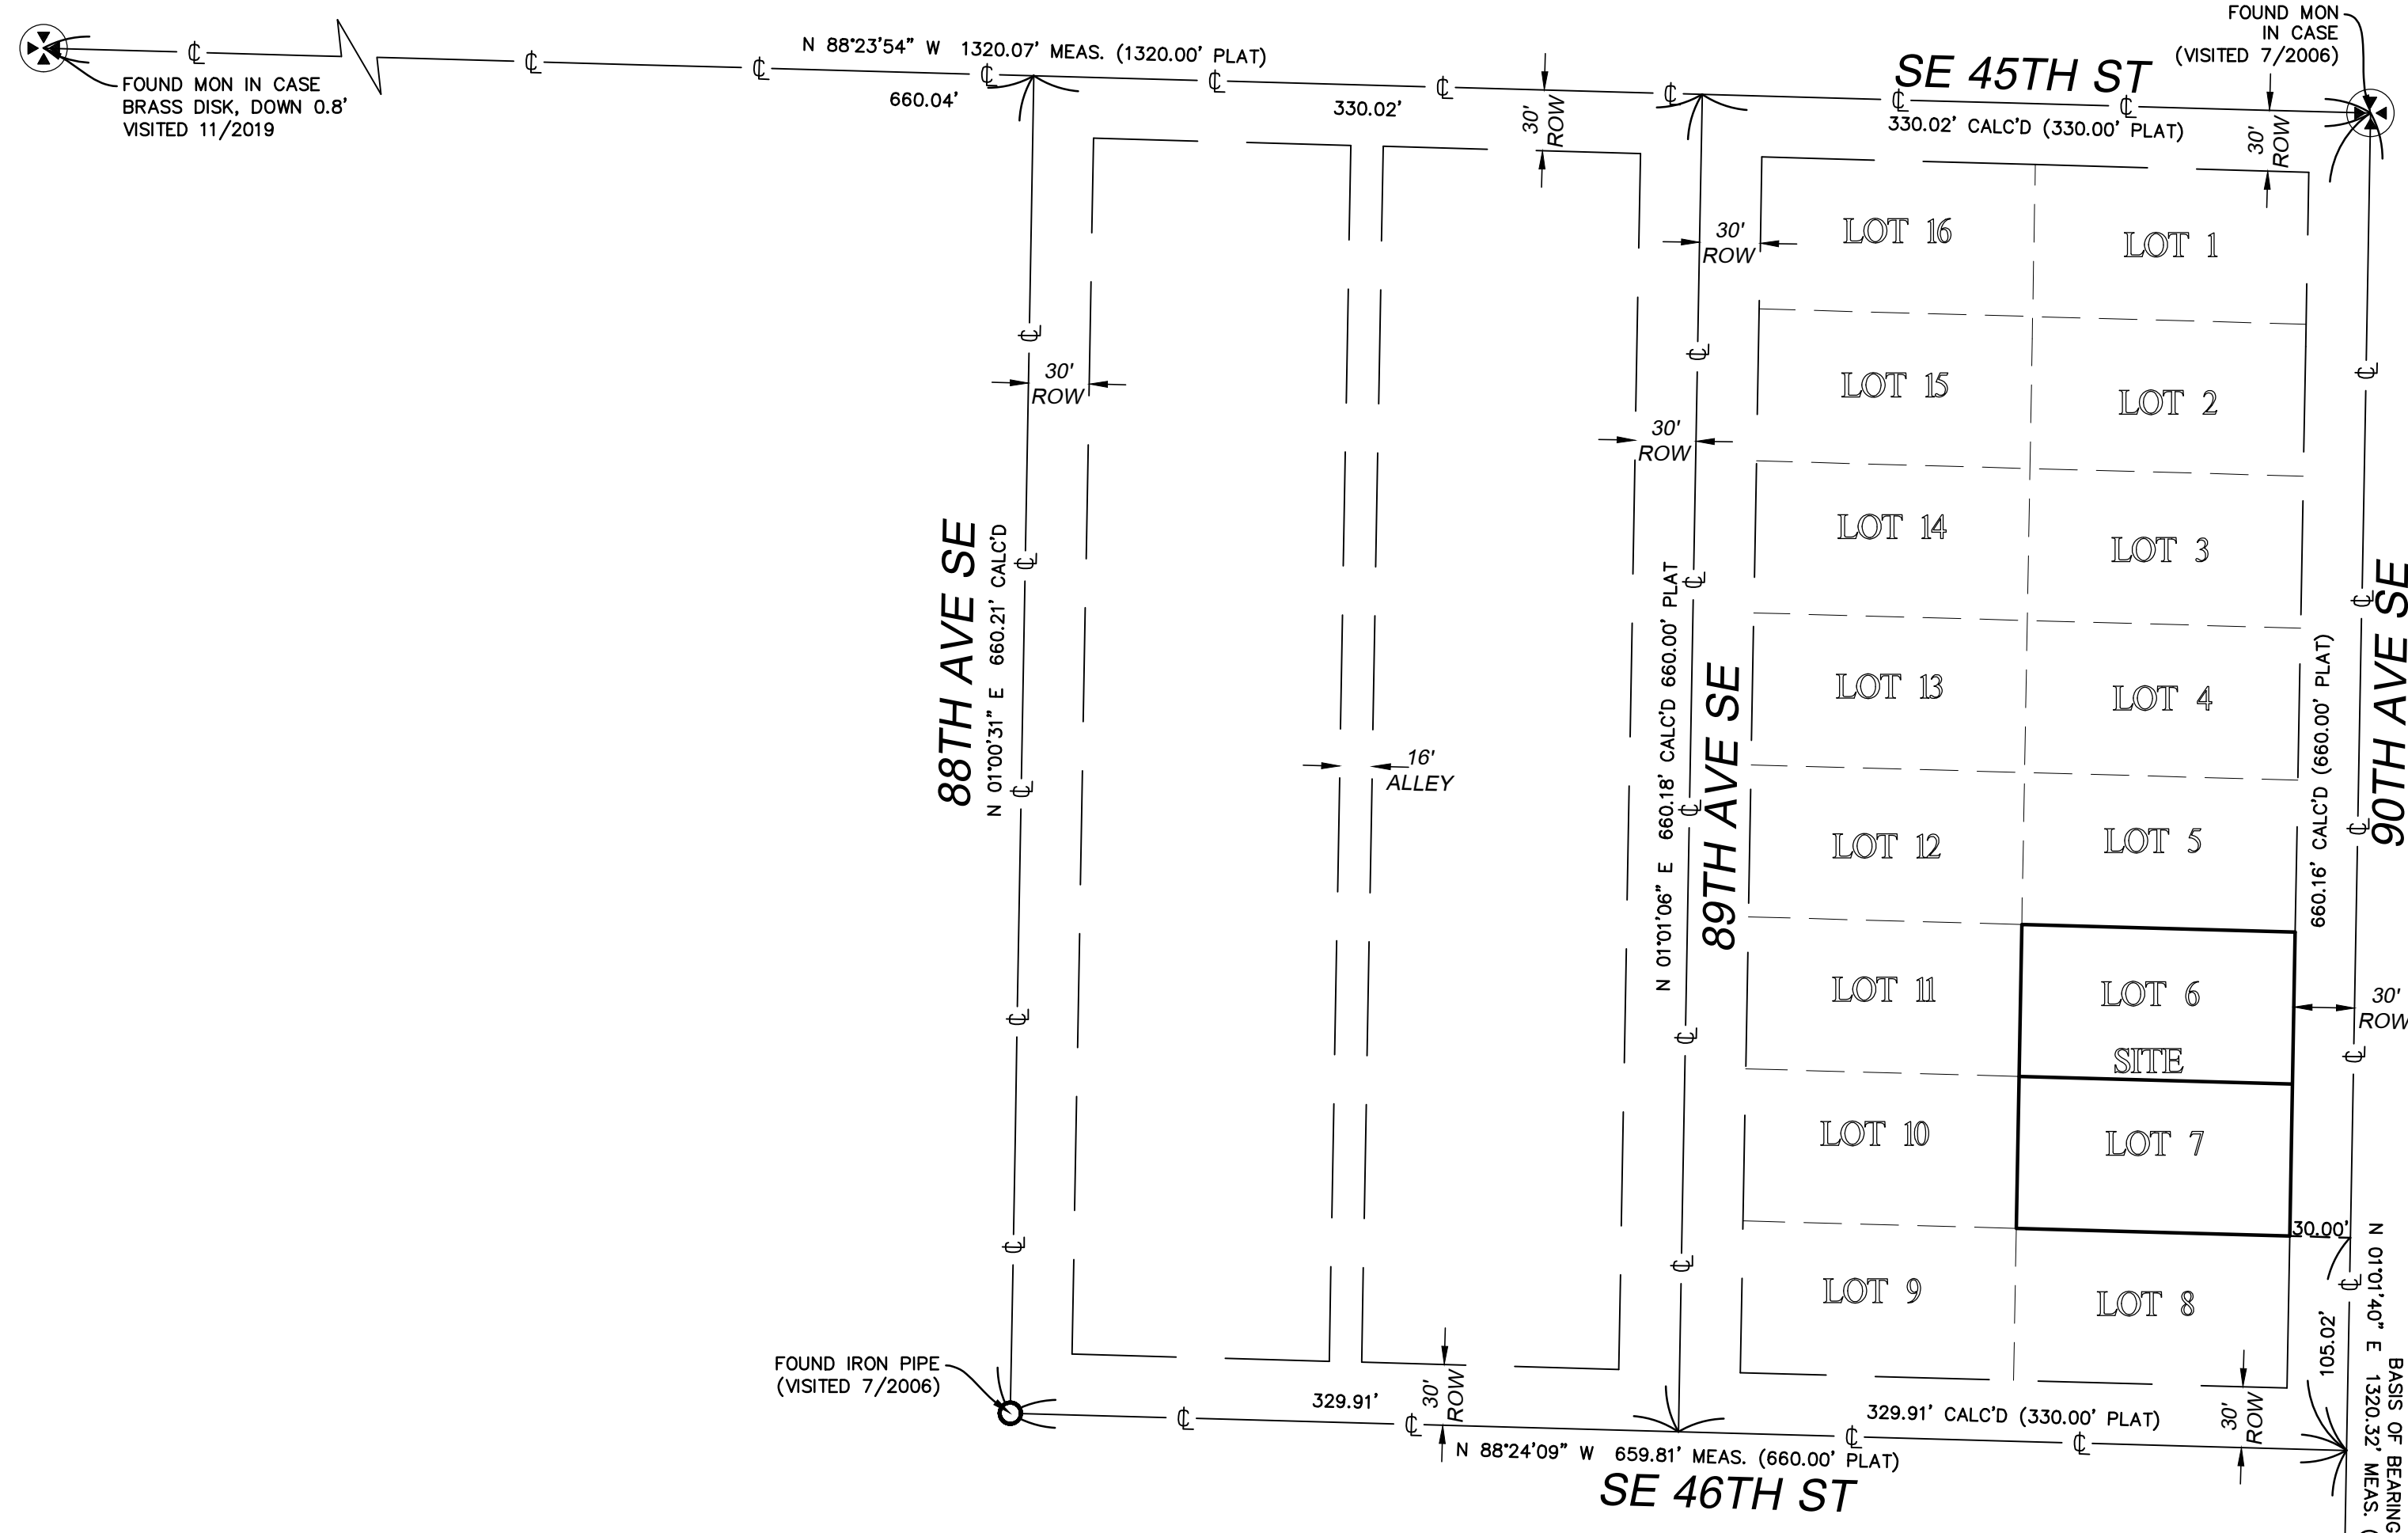 FOUND MON
IN CASE
(VISITED 7/2006)
N 88°23'54" W 1320.07' MEAS. (1320.00' PLAT)
SE 45TH ST
FOUND MON IN CASE
BRASS DISK, DOWN 0.8'
VISITED 11/2019
660.04'
330.02'
30'
ROW
330.02' CALC'D (330.00' PLAT)
30'
ROW
30'
ROW
LOT 16
LOT 1
30'
ROW
LOT 15
LOT 2
30'
ROW
LOT 14
LOT 3
88TH AVE SE
N 01°00'31" E 660.21' CALC'D
N 01°01'06" E 660.18' CALC'D 660.00' PLAT
89TH AVE SE
LOT 13
LOT 4
660.16' CALC'D (660.00' PLAT)
90TH AVE SE
16'
ALLEY
LOT 12
LOT 5
LOT 11
LOT 6
30'
ROW
SITE
LOT 10
LOT 7
30.00'
LOT 9
LOT 8
105.02'
N 01°01'40" E 1320.32' MEAS. (
BASIS OF BEARING
FOUND IRON PIPE
(VISITED 7/2006)
329.91'
30'
ROW
329.91' CALC'D (330.00' PLAT)
30'
ROW
N 88°24'09" W 659.81' MEAS. (660.00' PLAT)
SE 46TH ST